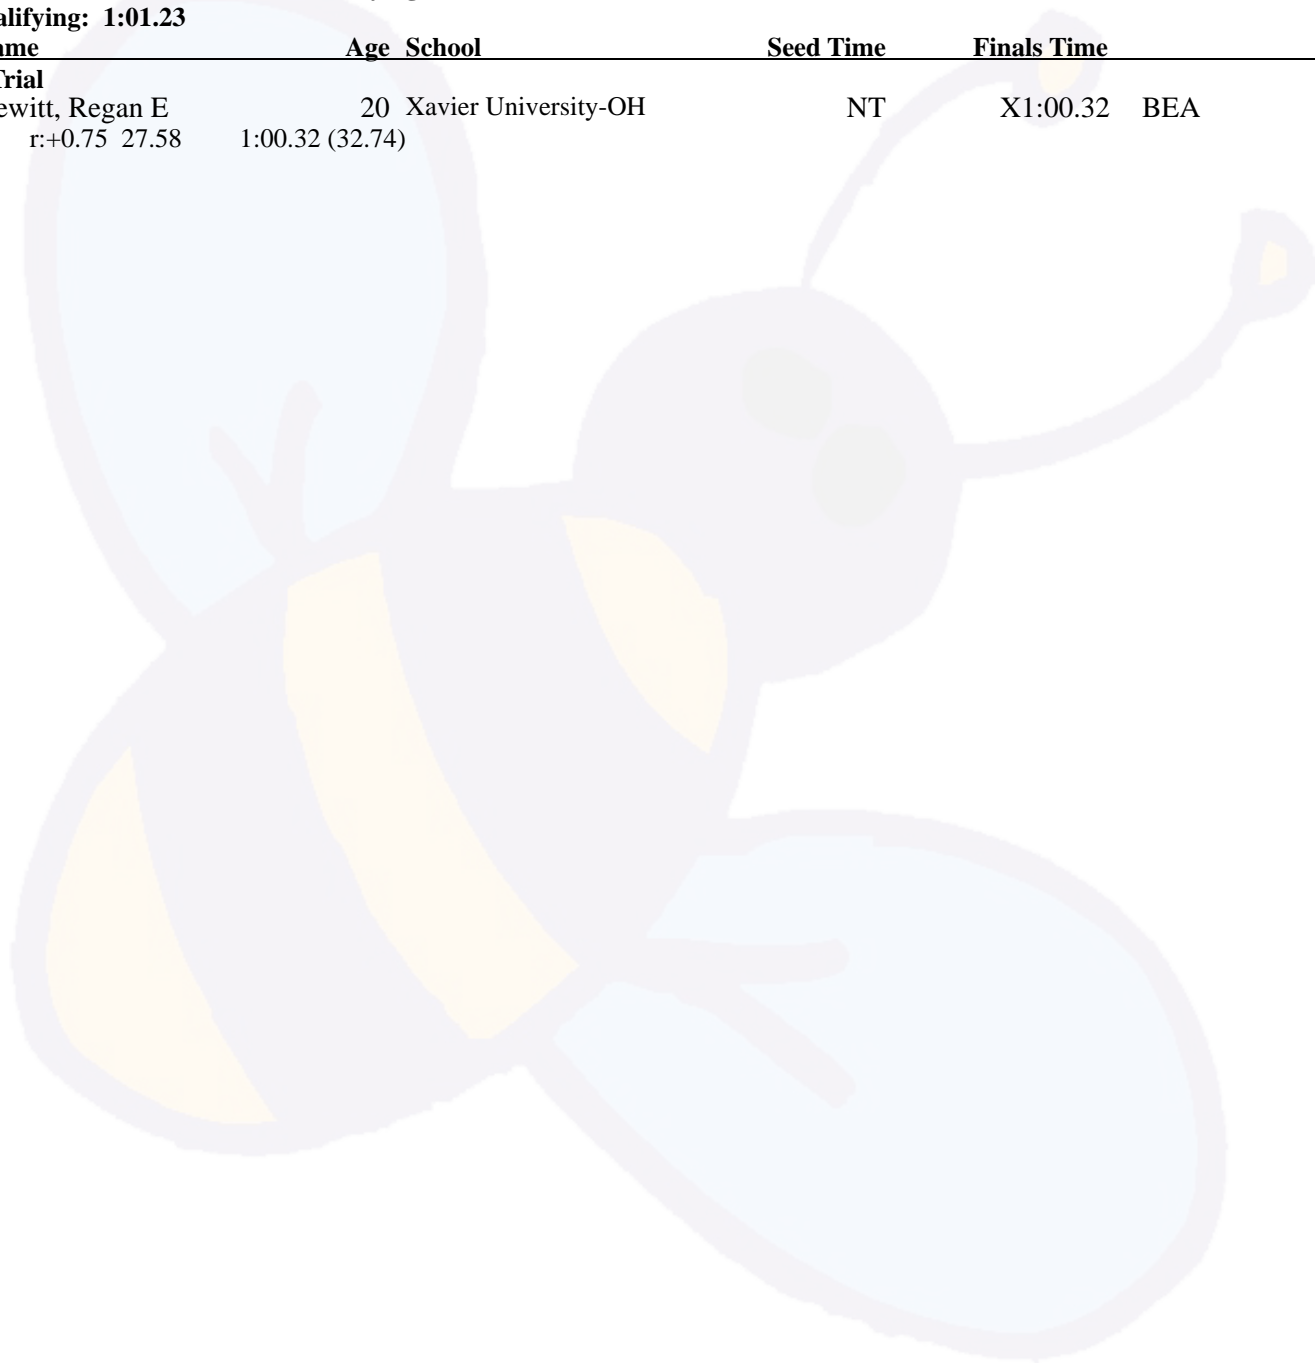 alifying: 1:01.23
ame Age School Seed Time Finals Time
Trial
ewitt, Regan E 20 Xavier University-OH NT X1:00.32 BEA
r:+0.75 27.58 1:00.32 (32.74)